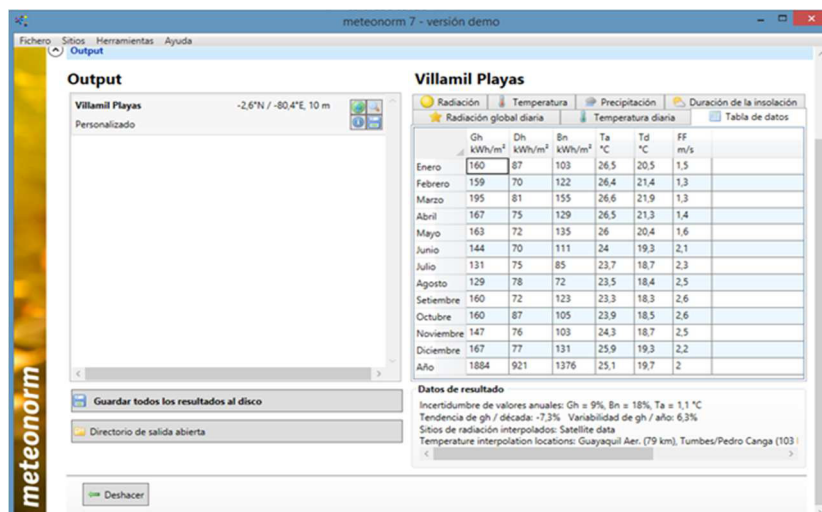 meteonorm 7 - versión demo
Fichero Sitios Herramientas Ayuda
Output
Output
Villamil Playas -2,6°N / -80,4°E, 10 m
Personalizado
Guardar todos los resultados al disco
Directorio de salida abierta
Deshacer
meteonorm
Villamil Playas
Radiación Temperatura Precipitación Duración de la insolación
Radiación global diaria Temperatura diaria Tabla de datos
Gh Dh Bn Ta Td FF
kWh/m² kWh/m² kWh/m² °C °C m/s
Enero 160 87 103 26,5 20,5 1,5
Febrero 159 70 122 26,4 21,4 1,3
Marzo 195 81 155 26,6 21,9 1,3
Abril 167 75 129 26,5 21,3 1,4
Mayo 163 72 135 26 20,4 1,6
Junio 144 70 111 24 19,3 2,1
Julio 131 75 85 23,7 18,7 2,3
Agosto 129 78 72 23,5 18,4 2,5
Setiembre 160 72 123 23,3 18,3 2,6
Octubre 160 87 105 23,9 18,5 2,6
Noviembre 147 76 103 24,3 18,7 2,5
Diciembre 167 77 131 25,9 19,3 2,2
Año 1884 921 1376 25,1 19,7 2
Datos de resultado
Incertidumbre de valores anuales: Gh = 9%, Bn = 18%, Ta = 1,1 °C
Tendencia de gh / década: -7,3% Variabilidad de gh / año: 6,3%
Sitios de radiación interpolados: Satellite data
Temperature interpolation locations: Guayaquil Aer. (79 km), Tumbes/Pedro Canga (103